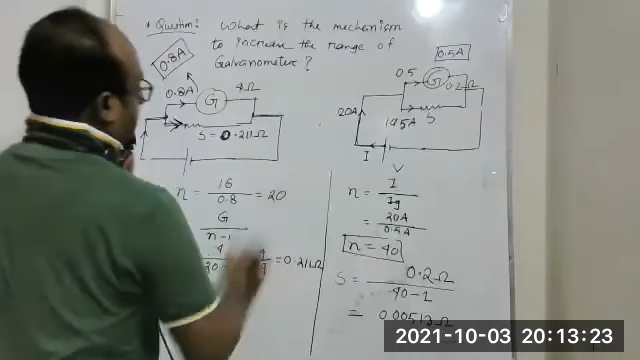 * Question: What is the mechanism
to increase the range of
Galvanometer?
0.8A
0.8A
G
4Ω
S = 0.211Ω
n = 16/0.8 = 20
G/n-1
= 0.211Ω
0.5A
0.5
G
0.2Ω
20A
19.5A
S
I
V
n = I/Ig
= 20A/0.5A
n = 40
S = 0.2Ω/40-1
= 0.00513Ω
2021-10-03 20:13:23